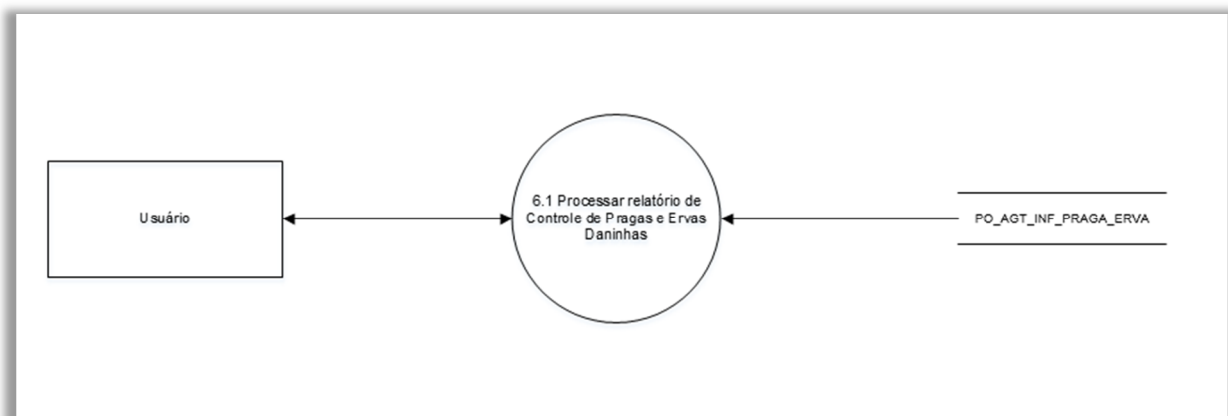 Usuário
6.1 Processar relatório de
Controle de Pragas e Ervas
Daninhas
PO_AGT_INF_PRAGA_ERVA